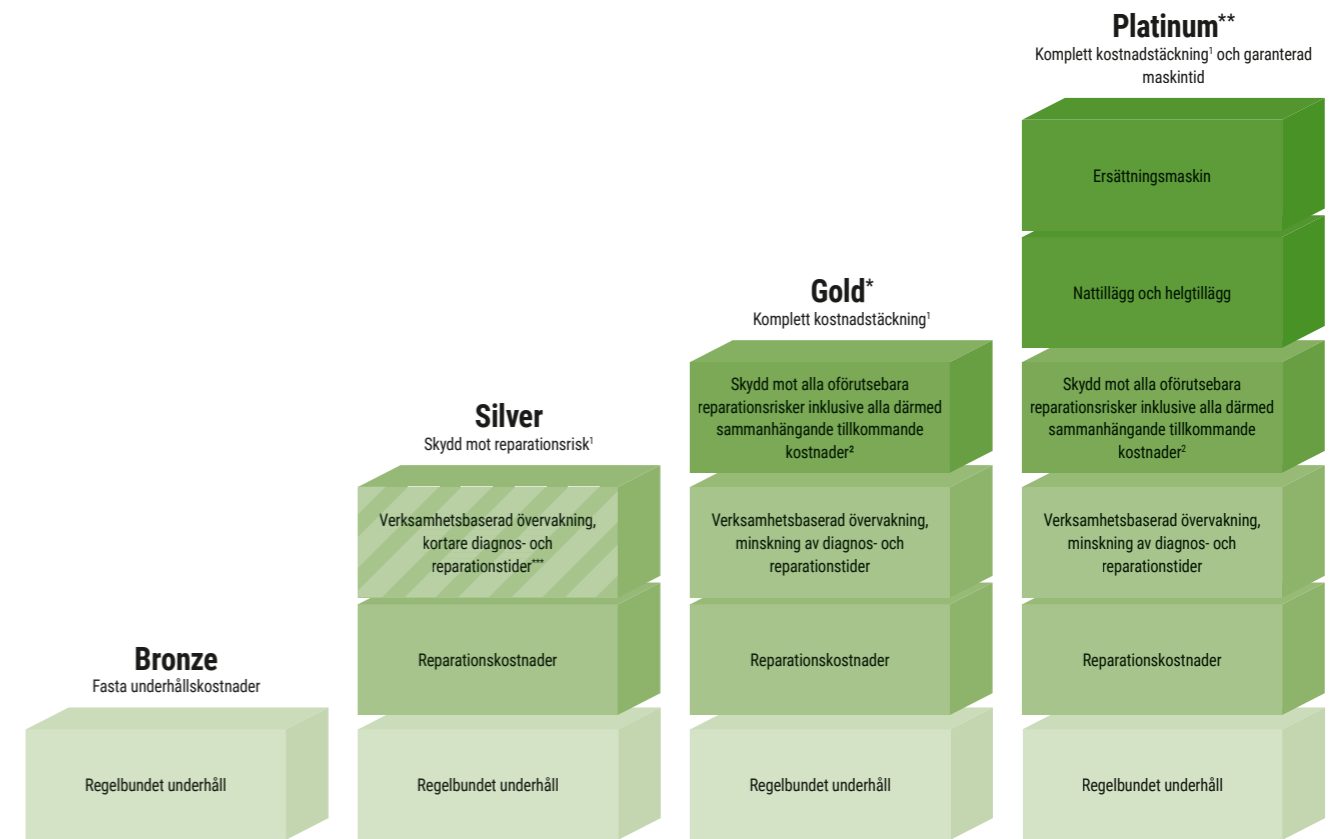 Platinum**
Komplett kostnadstäckning¹ och garanterad
maskintid
Ersättningsmaskin
Nattillägg och helgtillägg
Skydd mot alla oförutsebara
reparationsrisker inklusive alla därmed
sammanhängande tillkommande
kostnader²
Verksamhetsbaserad övervakning,
minskning av diagnos- och
reparationstider
Reparationskostnader
Regelbundet underhåll
Gold*
Komplett kostnadstäckning¹
Skydd mot alla oförutsebara
reparationsrisker inklusive alla därmed
sammanhängande tillkommande
kostnader²
Verksamhetsbaserad övervakning,
minskning av diagnos- och
reparationstider
Reparationskostnader
Regelbundet underhåll
Silver
Skydd mot reparationsrisk¹
Verksamhetsbaserad övervakning,
kortare diagnos- och
reparationstider***
Reparationskostnader
Regelbundet underhåll
Bronze
Fasta underhållskostnader
Regelbundet underhåll